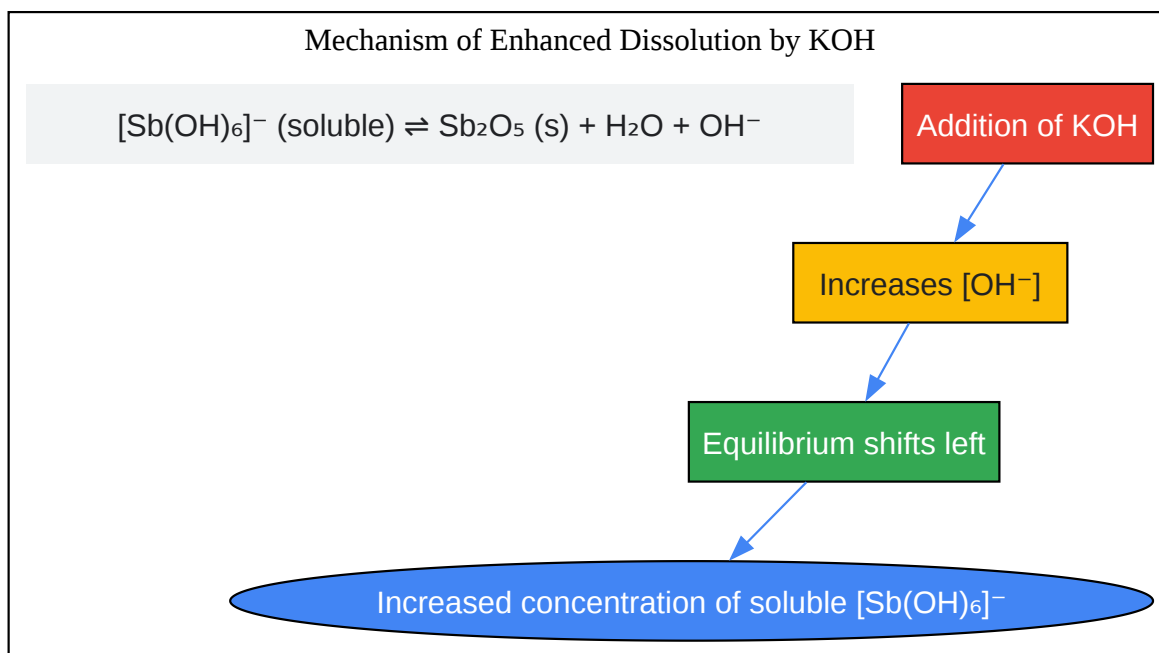 Mechanism of Enhanced Dissolution by KOH
[Sb(OH)₆]⁻ (soluble) ⇌ Sb₂O₅ (s) + H₂O + OH⁻
Addition of KOH
Increases [OH⁻]
Equilibrium shifts left
Increased concentration of soluble [Sb(OH)₆]⁻